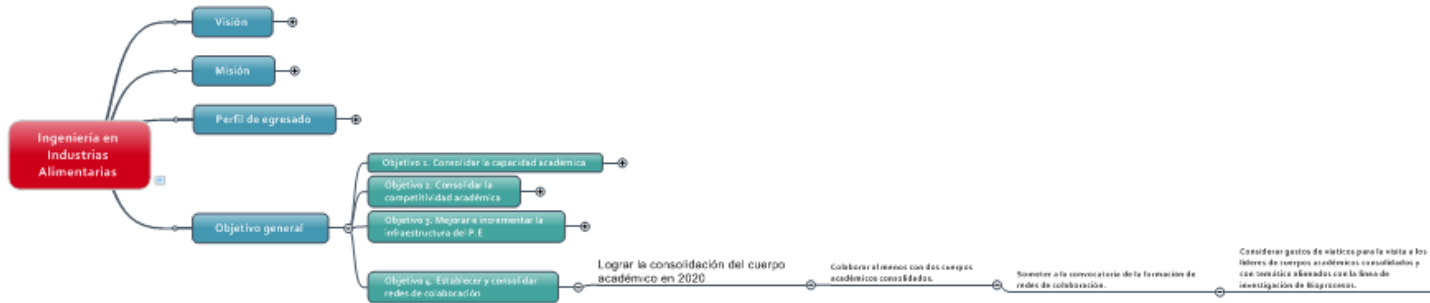 Visión
Misión
Perfil de egresado
Ingeniería en
Industrias
Alimentarias
Objetivo general
Objetivo 1. Consolidar la capacidad académica
Objetivo 2. Consolidar la
competitividad académica
Objetivo 3. Mejorar e incrementar la
infraestructura del P.E
Objetivo 4. Establecer y consolidar
redes de colaboración
Lograr la consolidación del cuerpo
académico en 2020
Colaborar al menos con dos cuerpos
académicos consolidados.
Someter a la convocatoria de la formación de
redes de colaboración.
Considerar gastos de viáticos para la visita a los
líderes de cuerpos académicos consolidados y
con temática alineados con la línea de
investigación de Bioprocesos.